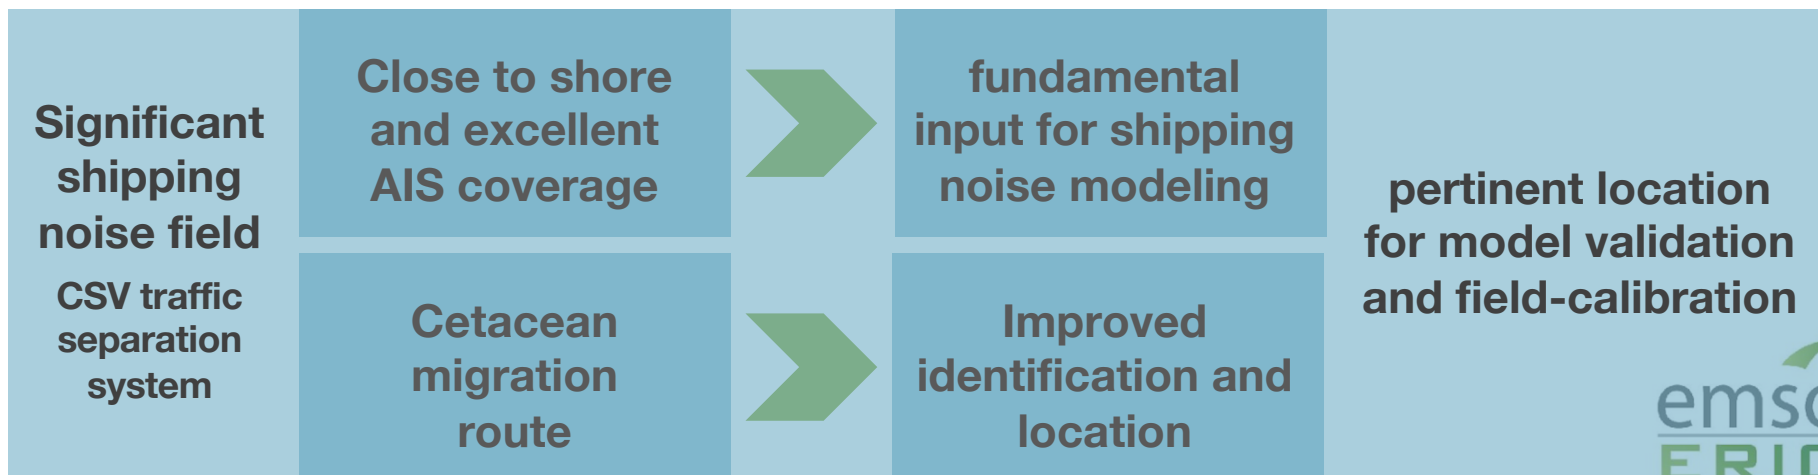 Significant
shipping
noise field
CSV traffic
separation
system
Close to shore
and excellent
AIS coverage
fundamental
input for shipping
noise modeling
Cetacean
migration
route
Improved
identification and
location
pertinent location
for model validation
and field-calibration